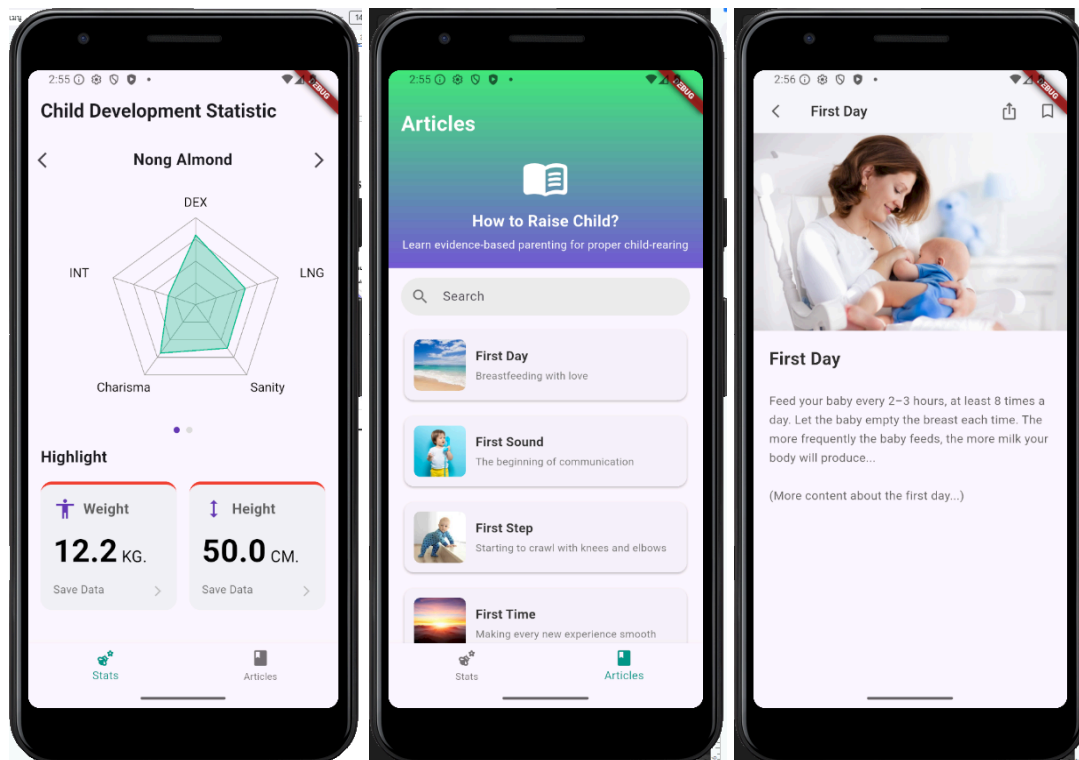 เมนู
14
2:55
DEBUG
Child Development Statistic
Nong Almond
DEX
INT
LNG
Charisma
Sanity
Highlight
Weight
Height
12.2 KG.
50.0 CM.
Save Data
Save Data
Stats
Articles
2:55
DEBUG
Articles
How to Raise Child?
Learn evidence-based parenting for proper child-rearing
Search
First Day
Breastfeeding with love
First Sound
The beginning of communication
First Step
Starting to crawl with knees and elbows
First Time
Making every new experience smooth
Stats
Articles
2:56
DEBUG
First Day
First Day
Feed your baby every 2–3 hours, at least 8 times a
day. Let the baby empty the breast each time. The
more frequently the baby feeds, the more milk your
body will produce...
(More content about the first day...)